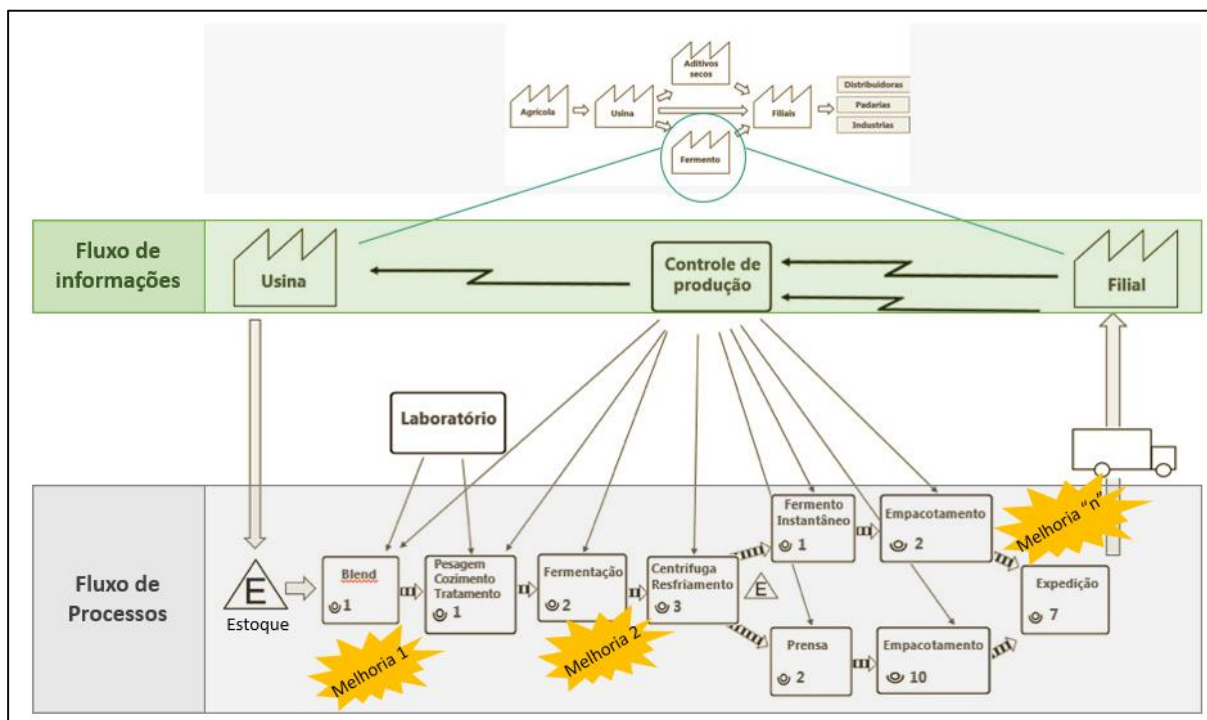 Aditivos
secos
Agrícola
Usina
Filiais
Distribuidoras
Padarias
Industrias
Fermento
Fluxo de
informações
Usina
Controle de
produção
Filial
Laboratório
Fluxo de
Processos
E
Estoque
Blend
1
Pesagem
Cozimento
Tratamento
1
Fermentação
2
Centrifuga
Resfriamento
3
E
Fermento
Instantâneo
1
Empacotamento
2
Prensa
2
Empacotamento
10
Expedição
7
Melhoria 1
Melhoria 2
Melhoria “n”